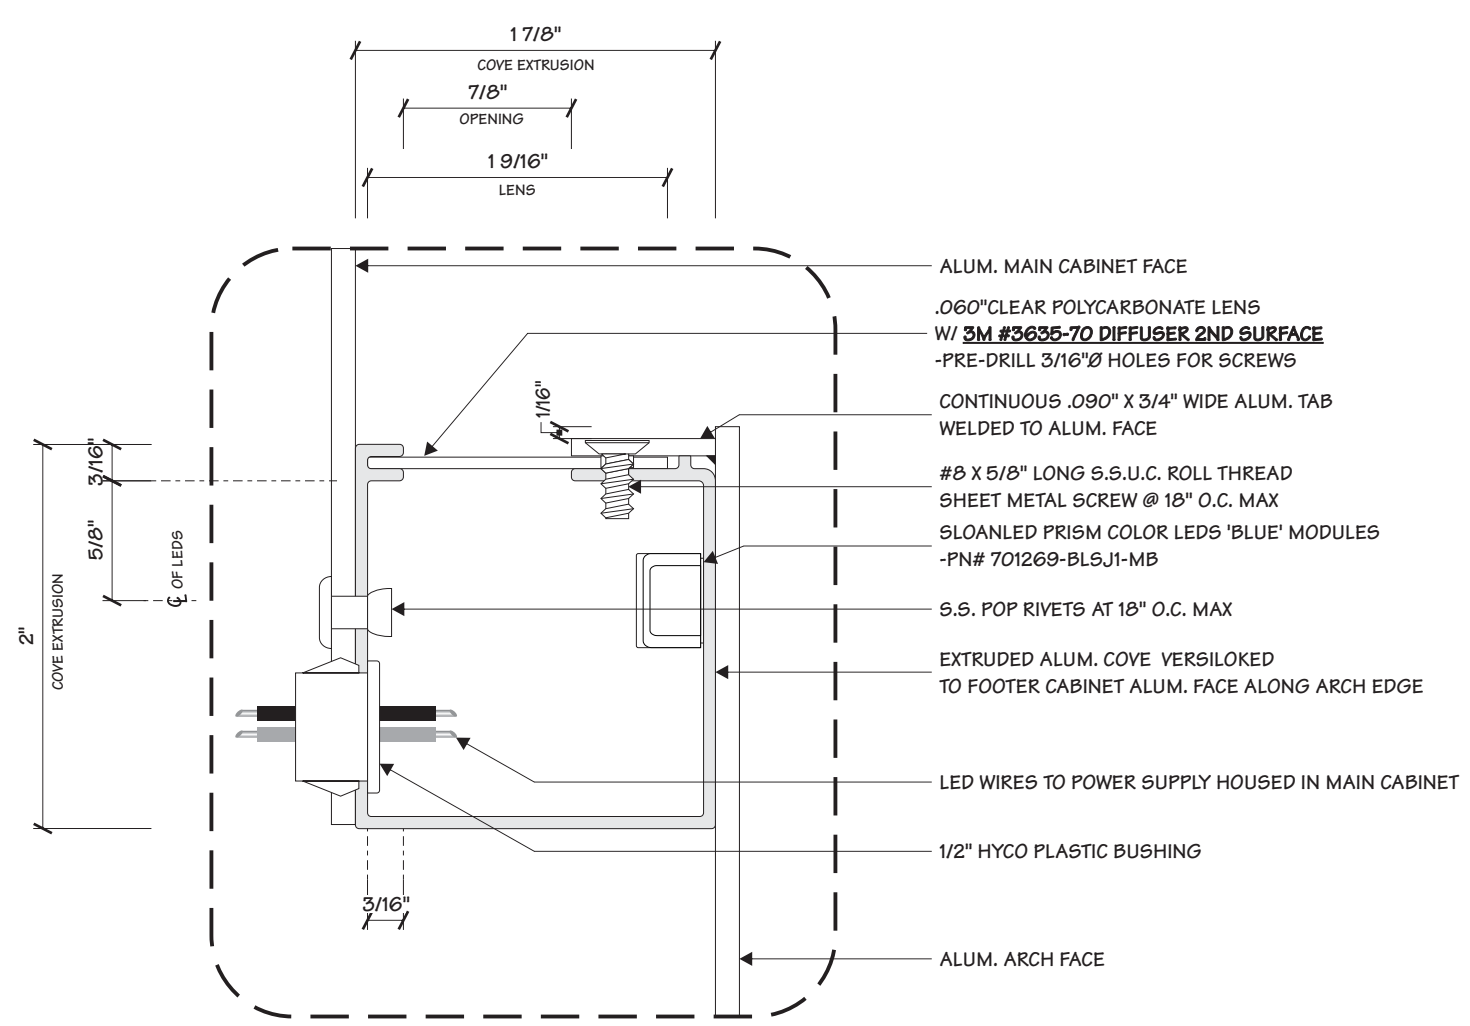 1 7/8"
COVE EXTRUSION
7/8"
OPENING
1 9/16"
LENS
ALUM. MAIN CABINET FACE
.060"CLEAR POLYCARBONATE LENS
W/ 3M #3635-70 DIFFUSER 2ND SURFACE
-PRE-DRILL 3/16"Ø HOLES FOR SCREWS
1/16"
CONTINUOUS .090" X 3/4" WIDE ALUM. TAB
WELDED TO ALUM. FACE
3/16"
#8 X 5/8" LONG S.S.U.C. ROLL THREAD
SHEET METAL SCREW @ 18" O.C. MAX
5/8"
℄ OF LEDS
SLOANLED PRISM COLOR LEDS 'BLUE' MODULES
-PN# 701269-BLSJ1-MB
2"
COVE EXTRUSION
S.S. POP RIVETS AT 18" O.C. MAX
EXTRUDED ALUM. COVE VERSILOKED
TO FOOTER CABINET ALUM. FACE ALONG ARCH EDGE
LED WIRES TO POWER SUPPLY HOUSED IN MAIN CABINET
1/2" HYCO PLASTIC BUSHING
3/16"
ALUM. ARCH FACE